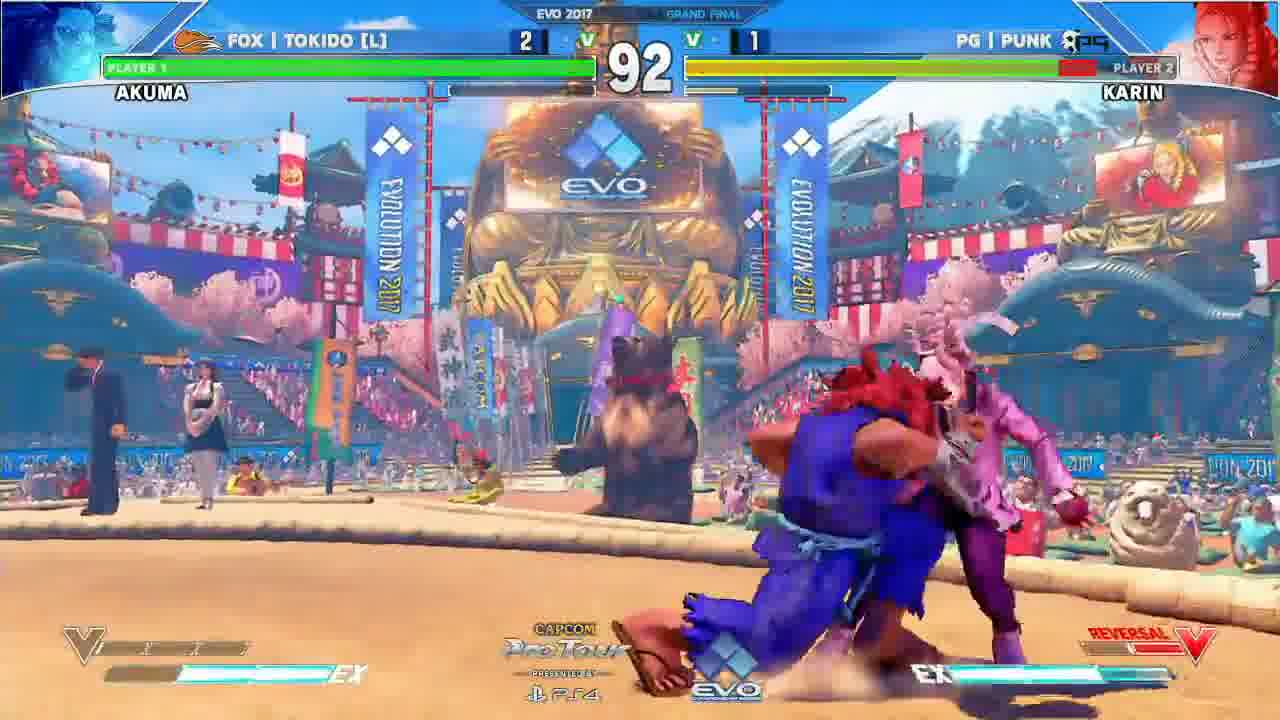 EVO 2017
GRAND FINAL
FOX | TOKIDO [L]
2
V
92
V
1
PG | PUNK
PLAYER 1
PLAYER 2
AKUMA
KARIN
EVO
EVOLUTION 2017
EVOLUTION 2017
REVERSAL
V
V
EX
EX
CAPCOM
Pro Tour
PRESENTED BY
PS4
EVO